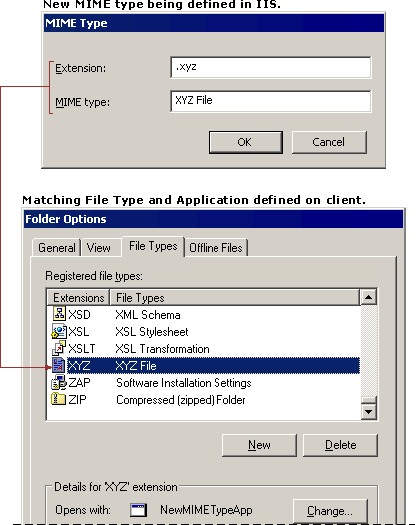 New MIME type being defined in IIS.
MIME Type
Extension: .xyz
MIME type: XYZ File
OK Cancel
Matching File Type and Application defined on client.
Folder Options
General View File Types Offline Files
Registered file types:
Extensions File Types
XSD XML Schema
XSL XSL Stylesheet
XSLT XSL Transformation
XYZ XYZ File
ZAP Software Installation Settings
ZIP Compressed (zipped) Folder
New Delete
Details for 'XYZ' extension
Opens with: NewMIMETypeApp Change...